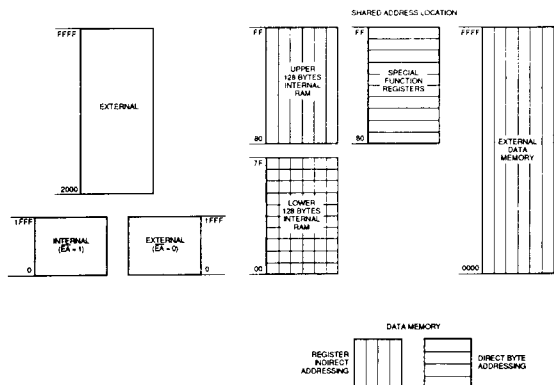 SHARED ADDRESS LOCATION
FFFF
EXTERNAL
2000
1FFF
INTERNAL
(EA = 1)
0
1FFF
EXTERNAL
(EA = 0)
0
FF
UPPER
128 BYTES
INTERNAL
RAM
80
7F
LOWER
128 BYTES
INTERNAL
RAM
00
FF
SPECIAL
FUNCTION
REGISTERS
80
FFFF
EXTERNAL
DATA
MEMORY
0000
DATA MEMORY
REGISTER
INDIRECT
ADDRESSING
DIRECT BYTE
ADDRESSING